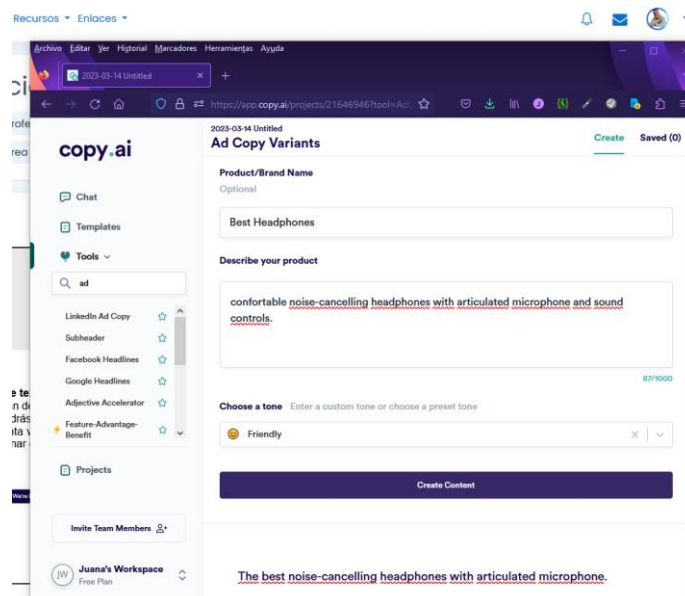 Recursos Enlaces
Archivo Editar Ver Historial Marcadores Herramientas Ayuda
2023-03-14 Untitled
https://app.copy.ai/projects/21646946?tool=Ad
copy.ai
Chat
Templates
Tools
ad
LinkedIn Ad Copy
Subheader
Facebook Headlines
Google Headlines
Adjective Accelerator
Feature-Advantage-
Benefit
Projects
Invite Team Members
JW
Juana's Workspace
Free Plan
2023-03-14 Untitled
Ad Copy Variants
Create Saved (0)
Product/Brand Name
Optional
Best Headphones
Describe your product
confortable noise-cancelling headphones with articulated microphone and sound
controls.
87/1000
Choose a tone Enter a custom tone or choose a preset tone
Friendly
Create Content
The best noise-cancelling headphones with articulated microphone.